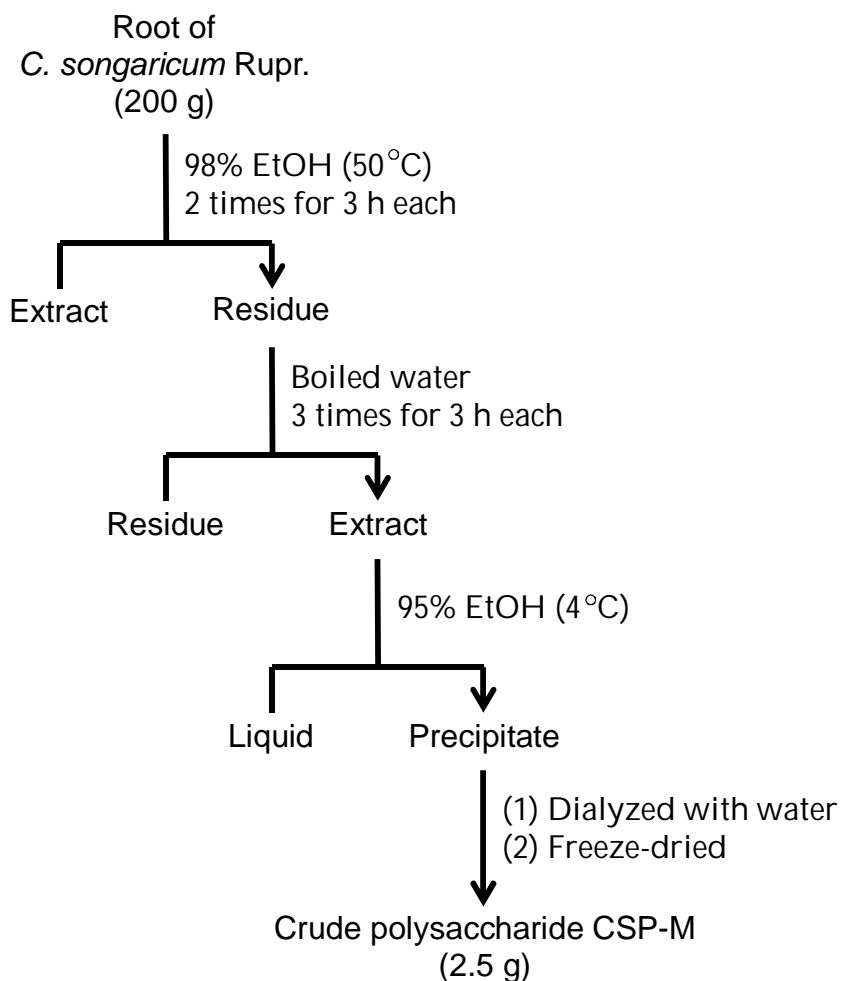 Root of
C. songaricum Rupr.
(200 g)
98% EtOH (50°C)
2 times for 3 h each
Extract
Residue
Boiled water
3 times for 3 h each
Residue
Extract
95% EtOH (4°C)
Liquid
Precipitate
(1) Dialyzed with water
(2) Freeze-dried
Crude polysaccharide CSP-M
(2.5 g)